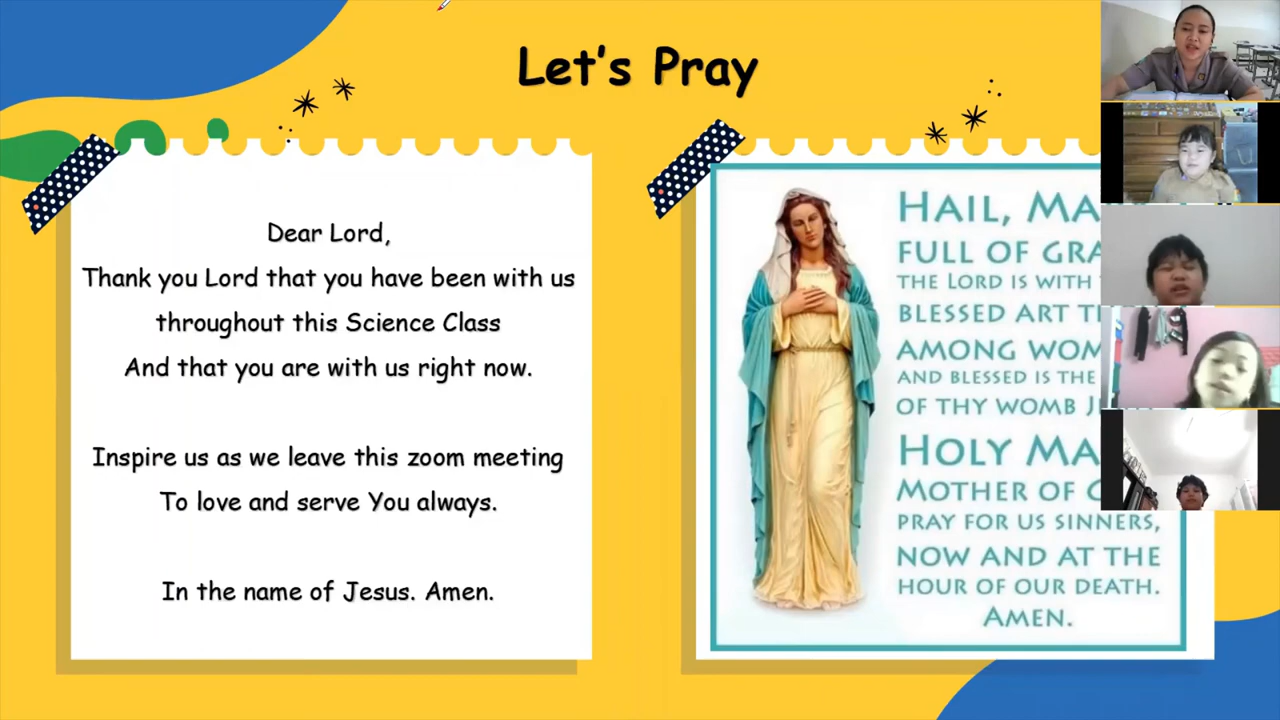 Let's Pray
Dear Lord,
Thank you Lord that you have been with us
throughout this Science Class
And that you are with us right now.
Inspire us as we leave this zoom meeting
To love and serve You always.
In the name of Jesus. Amen.
HAIL,
FULL OF
THE LORD IS WITH
BLESSED ART
AMONG
AND BLESSED IS THE
OF THY WOMB
HOLY
MOTHER OF
PRAY FOR US SINNERS,
NOW AND AT THE
HOUR OF OUR DEATH.
AMEN.